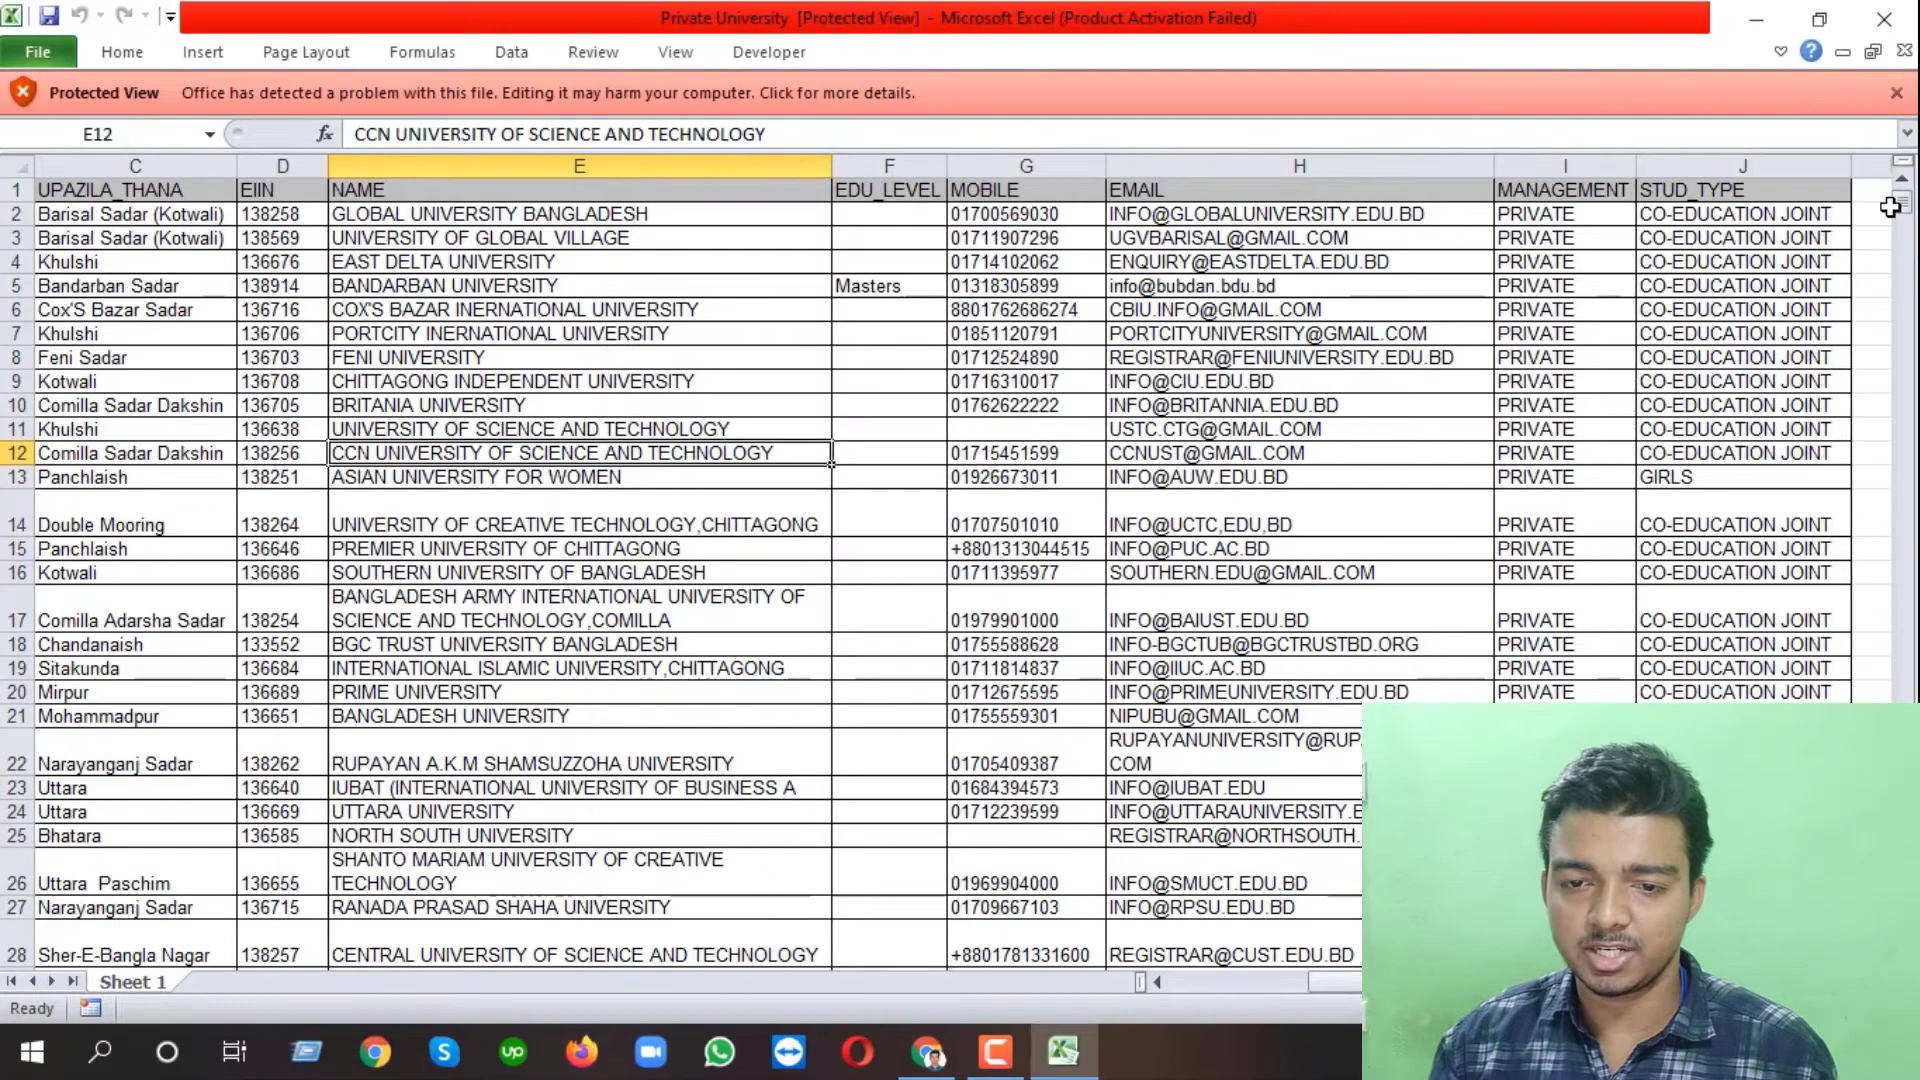 Private University [Protected View] - Microsoft Excel (Product Activation Failed)
File Home Insert Page Layout Formulas Data Review View Developer
Protected View Office has detected a problem with this file. Editing it may harm your computer. Click for more details.
E12 fx CCN UNIVERSITY OF SCIENCE AND TECHNOLOGY
C D E F G H I J
1 UPAZILA_THANA EIIN NAME EDU_LEVEL MOBILE EMAIL MANAGEMENT STUD_TYPE
2 Barisal Sadar (Kotwali) 138258 GLOBAL UNIVERSITY BANGLADESH 01700569030 INFO@GLOBALUNIVERSITY.EDU.BD PRIVATE CO-EDUCATION JOINT
3 Barisal Sadar (Kotwali) 138569 UNIVERSITY OF GLOBAL VILLAGE 01711907296 UGVBARISAL@GMAIL.COM PRIVATE CO-EDUCATION JOINT
4 Khulshi 136676 EAST DELTA UNIVERSITY 01714102062 ENQUIRY@EASTDELTA.EDU.BD PRIVATE CO-EDUCATION JOINT
5 Bandarban Sadar 138914 BANDARBAN UNIVERSITY Masters 01318305899 info@bubdan.bdu.bd PRIVATE CO-EDUCATION JOINT
6 Cox'S Bazar Sadar 136716 COX'S BAZAR INERNATIONAL UNIVERSITY 8801762686274 CBIU.INFO@GMAIL.COM PRIVATE CO-EDUCATION JOINT
7 Khulshi 136706 PORTCITY INERNATIONAL UNIVERSITY 01851120791 PORTCITYUNIVERSITY@GMAIL.COM PRIVATE CO-EDUCATION JOINT
8 Feni Sadar 136703 FENI UNIVERSITY 01712524890 REGISTRAR@FENIUNIVERSITY.EDU.BD PRIVATE CO-EDUCATION JOINT
9 Kotwali 136708 CHITTAGONG INDEPENDENT UNIVERSITY 01716310017 INFO@CIU.EDU.BD PRIVATE CO-EDUCATION JOINT
10 Comilla Sadar Dakshin 136705 BRITANIA UNIVERSITY 01762622222 INFO@BRITANNIA.EDU.BD PRIVATE CO-EDUCATION JOINT
11 Khulshi 136638 UNIVERSITY OF SCIENCE AND TECHNOLOGY USTC.CTG@GMAIL.COM PRIVATE CO-EDUCATION JOINT
12 Comilla Sadar Dakshin 138256 CCN UNIVERSITY OF SCIENCE AND TECHNOLOGY 01715451599 CCNUST@GMAIL.COM PRIVATE CO-EDUCATION JOINT
13 Panchlaish 138251 ASIAN UNIVERSITY FOR WOMEN 01926673011 INFO@AUW.EDU.BD PRIVATE GIRLS
14 Double Mooring 138264 UNIVERSITY OF CREATIVE TECHNOLOGY,CHITTAGONG 01707501010 INFO@UCTC,EDU,BD PRIVATE CO-EDUCATION JOINT
15 Panchlaish 136646 PREMIER UNIVERSITY OF CHITTAGONG +8801313044515 INFO@PUC.AC.BD PRIVATE CO-EDUCATION JOINT
16 Kotwali 136686 SOUTHERN UNIVERSITY OF BANGLADESH 01711395977 SOUTHERN.EDU@GMAIL.COM PRIVATE CO-EDUCATION JOINT
BANGLADESH ARMY INTERNATIONAL UNIVERSITY OF
17 Comilla Adarsha Sadar 138254 SCIENCE AND TECHNOLOGY,COMILLA 01979901000 INFO@BAIUST.EDU.BD PRIVATE CO-EDUCATION JOINT
18 Chandanaish 133552 BGC TRUST UNIVERSITY BANGLADESH 01755588628 INFO-BGCTUB@BGCTRUSTBD.ORG PRIVATE CO-EDUCATION JOINT
19 Sitakunda 136684 INTERNATIONAL ISLAMIC UNIVERSITY,CHITTAGONG 01711814837 INFO@IIUC.AC.BD PRIVATE CO-EDUCATION JOINT
20 Mirpur 136689 PRIME UNIVERSITY 01712675595 INFO@PRIMEUNIVERSITY.EDU.BD PRIVATE CO-EDUCATION JOINT
21 Mohammadpur 136651 BANGLADESH UNIVERSITY 01755559301 NIPUBU@GMAIL.COM
RUPAYANUNIVERSITY@RUP
22 Narayanganj Sadar 138262 RUPAYAN A.K.M SHAMSUZZOHA UNIVERSITY 01705409387 COM
23 Uttara 136640 IUBAT (INTERNATIONAL UNIVERSITY OF BUSINESS A 01684394573 INFO@IUBAT.EDU
24 Uttara 136669 UTTARA UNIVERSITY 01712239599 INFO@UTTARAUNIVERSITY.E
25 Bhatara 136585 NORTH SOUTH UNIVERSITY REGISTRAR@NORTHSOUTH.
SHANTO MARIAM UNIVERSITY OF CREATIVE
26 Uttara Paschim 136655 TECHNOLOGY 01969904000 INFO@SMUCT.EDU.BD
27 Narayanganj Sadar 136715 RANADA PRASAD SHAHA UNIVERSITY 01709667103 INFO@RPSU.EDU.BD
28 Sher-E-Bangla Nagar 138257 CENTRAL UNIVERSITY OF SCIENCE AND TECHNOLOGY +8801781331600 REGISTRAR@CUST.EDU.BD
Sheet 1
Ready